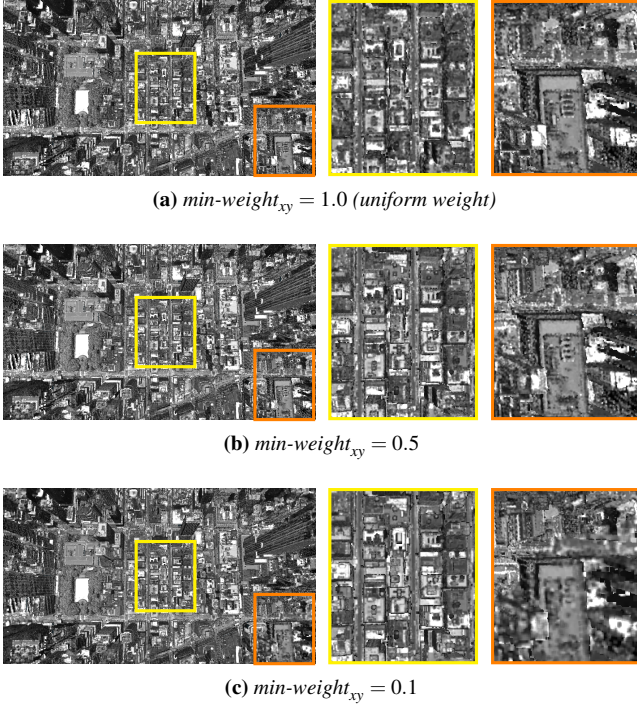 (a) min-weight_xy = 1.0 (uniform weight)
(b) min-weight_xy = 0.5
(c) min-weight_xy = 0.1